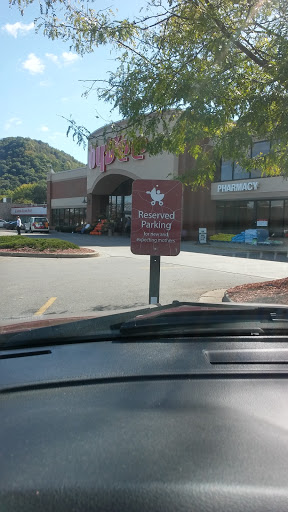 PHARMACY
Reserved
Parking
for new and
expecting mothers